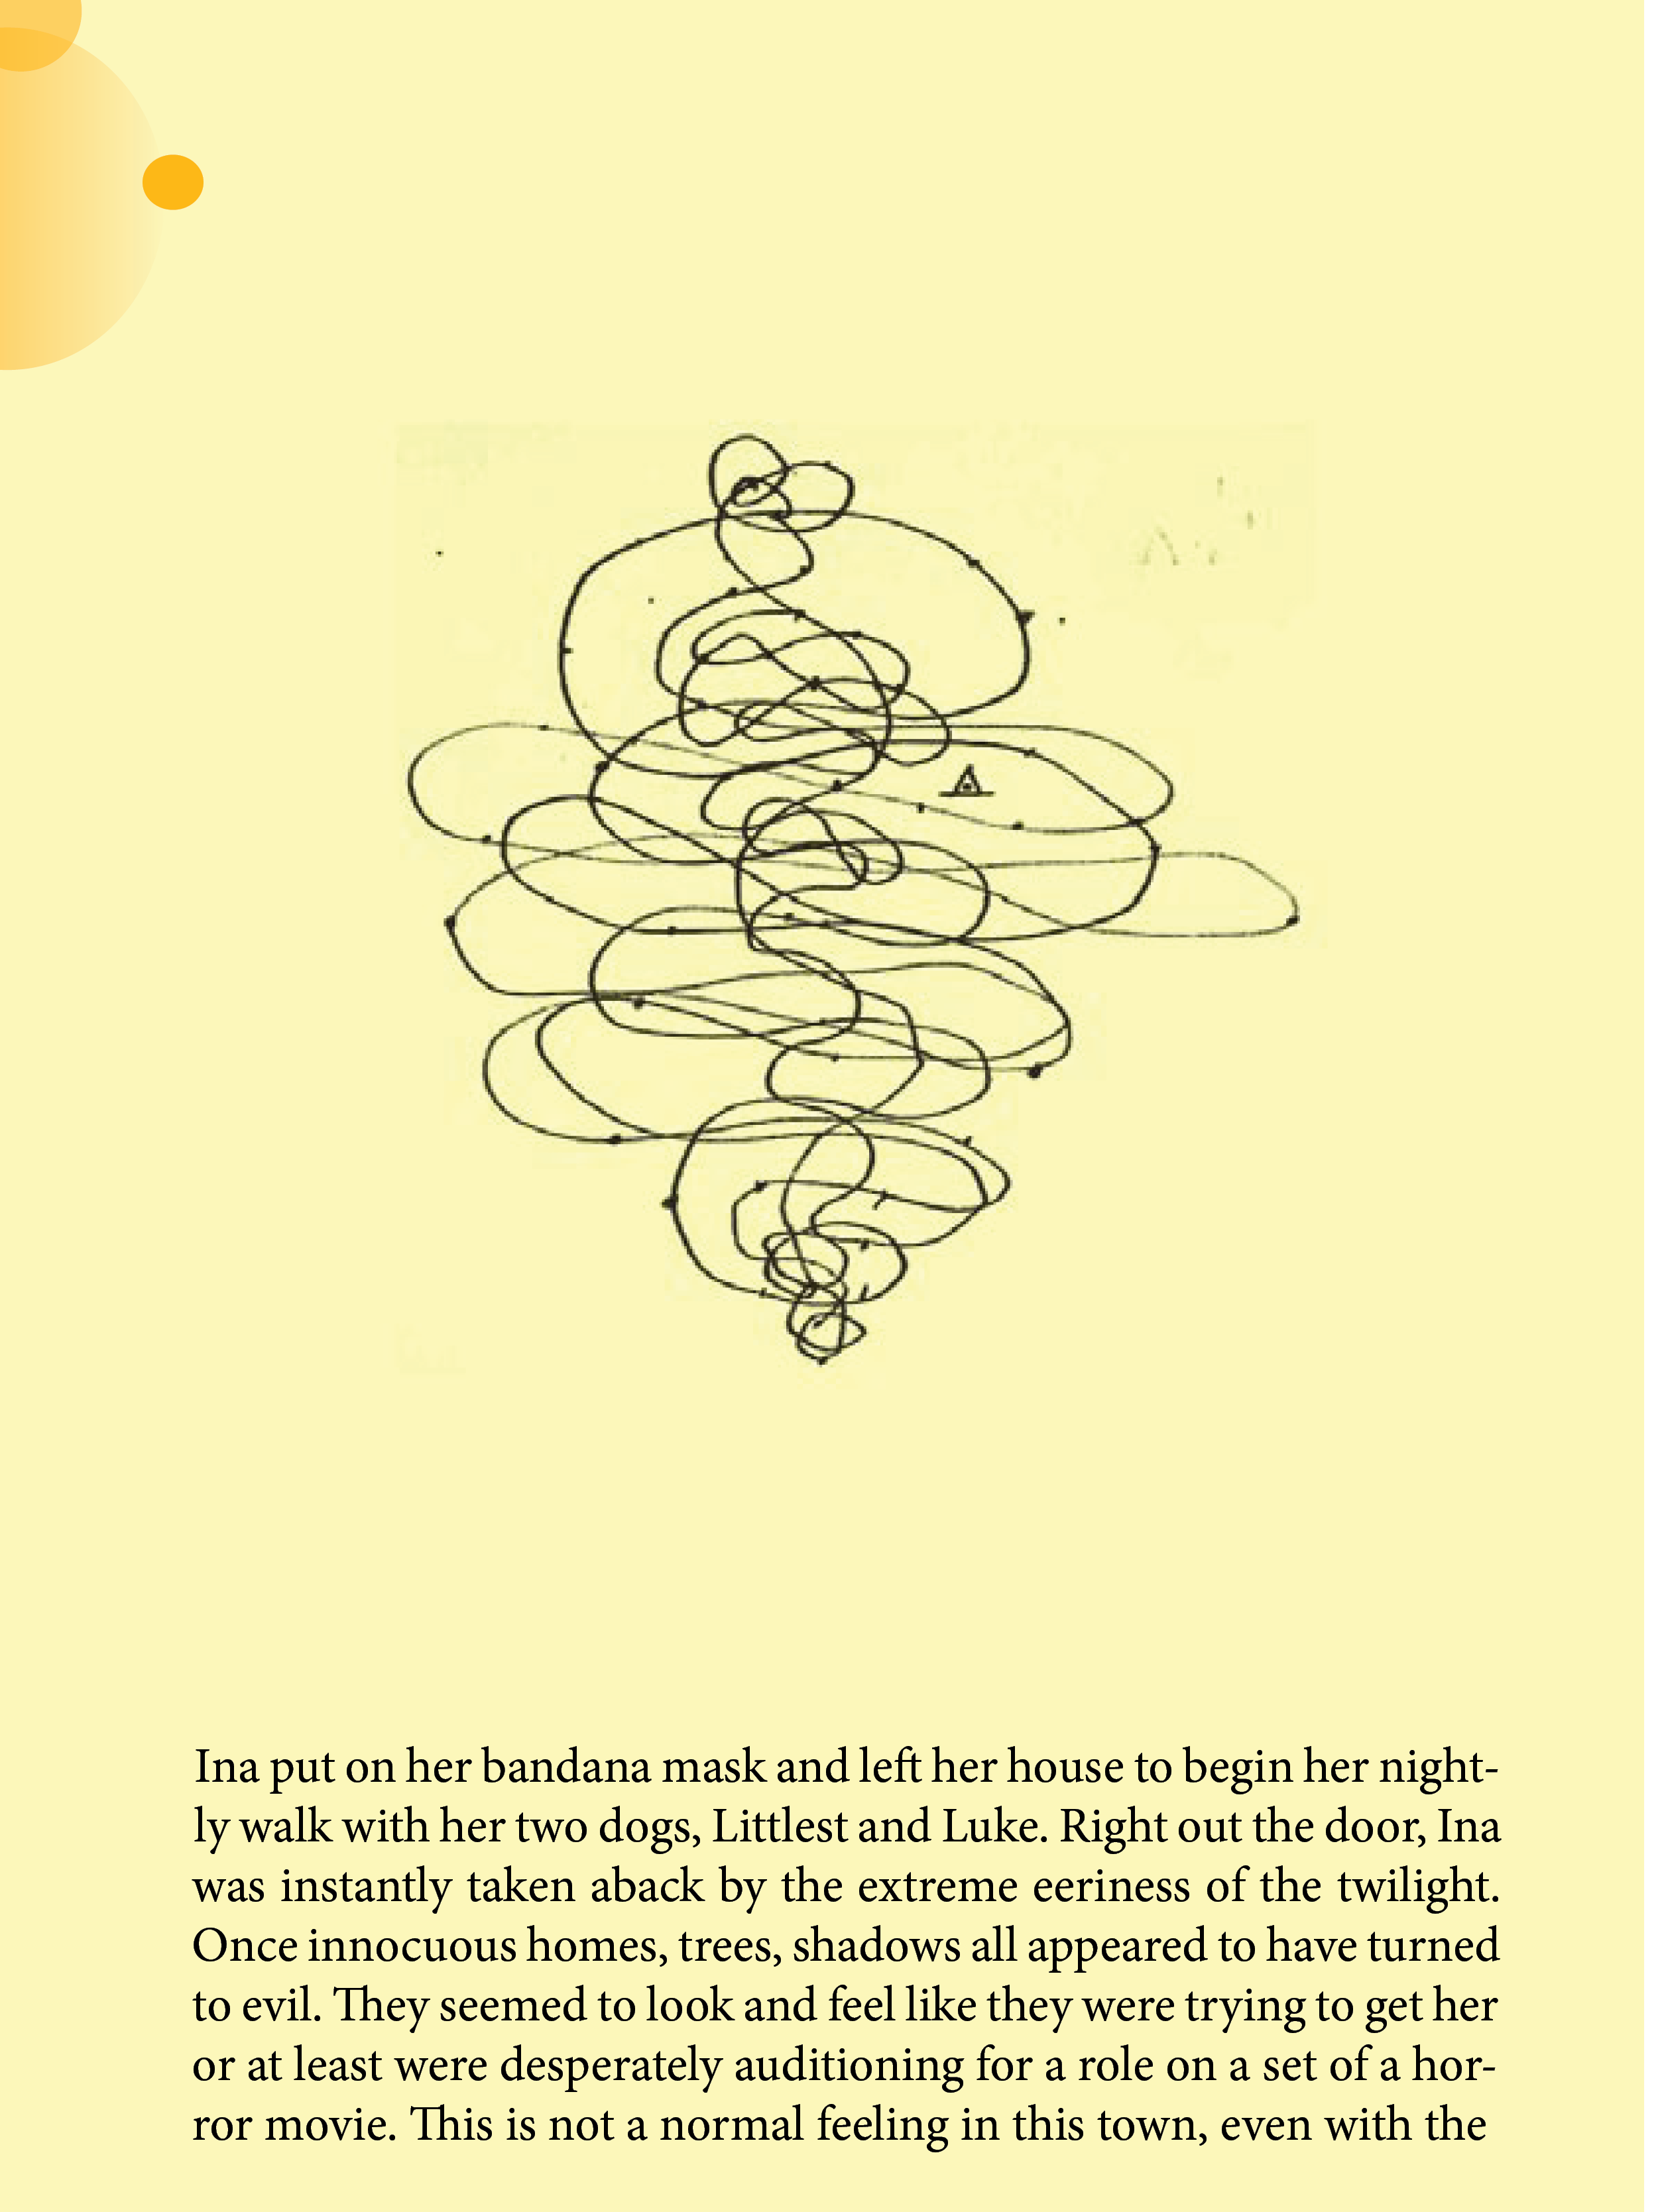 Ina put on her bandana mask and left her house to begin her night-
ly walk with her two dogs, Littlest and Luke. Right out the door, Ina
was instantly taken aback by the extreme eeriness of the twilight.
Once innocuous homes, trees, shadows all appeared to have turned
to evil. They seemed to look and feel like they were trying to get her
or at least were desperately auditioning for a role on a set of a hor-
ror movie. This is not a normal feeling in this town, even with the